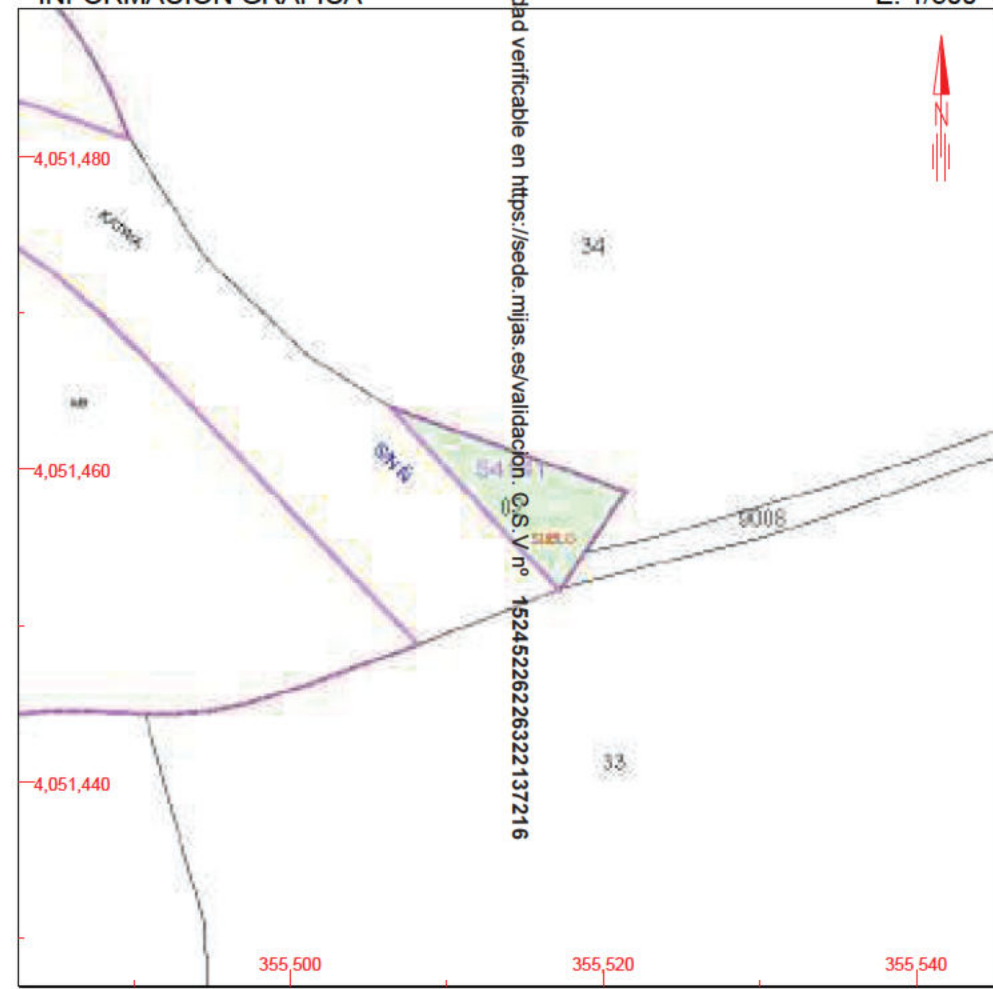 INFORMACIÓN GRÁFICA
E: 1/500
dad verificable en https://sede.mijas.es/validacion. C.S.V nº 15245226226322137216
N
4,051,480
34
4,051,460
S/N Ñ
SUELO
9008
33
4,051,440
355,500
355,520
355,540